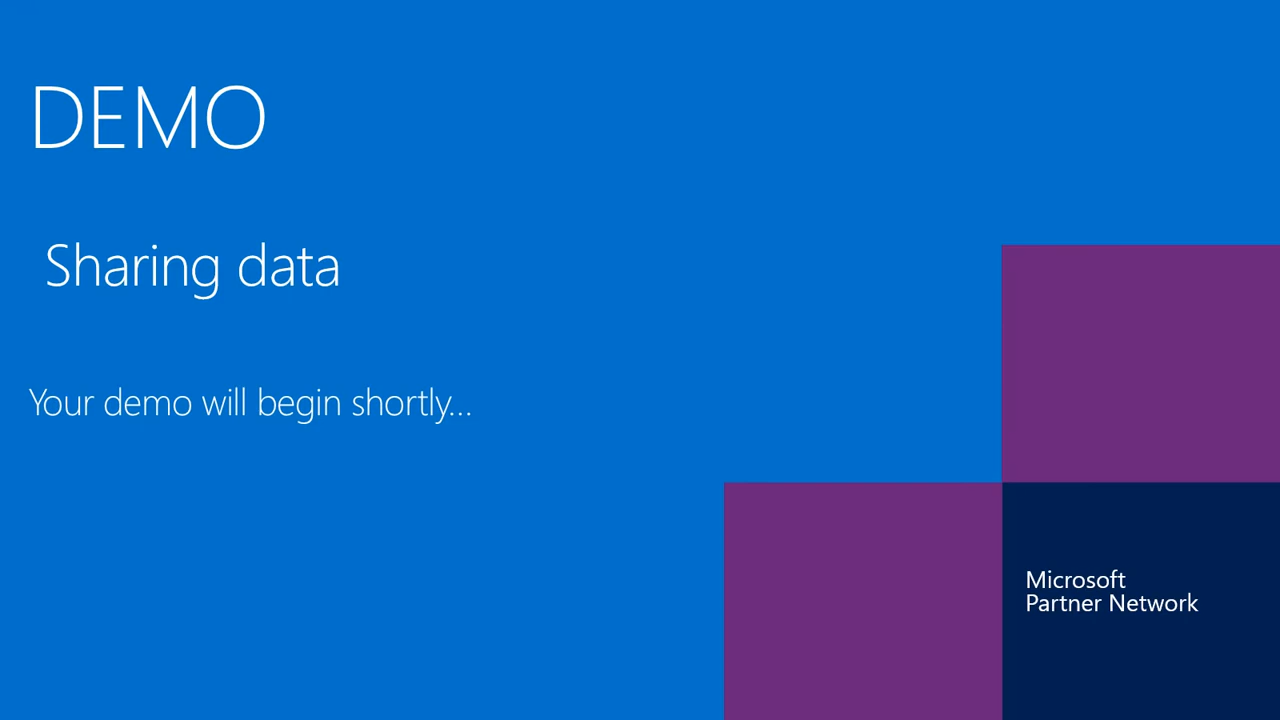 DEMO
Sharing data
Your demo will begin shortly...
Microsoft
Partner Network